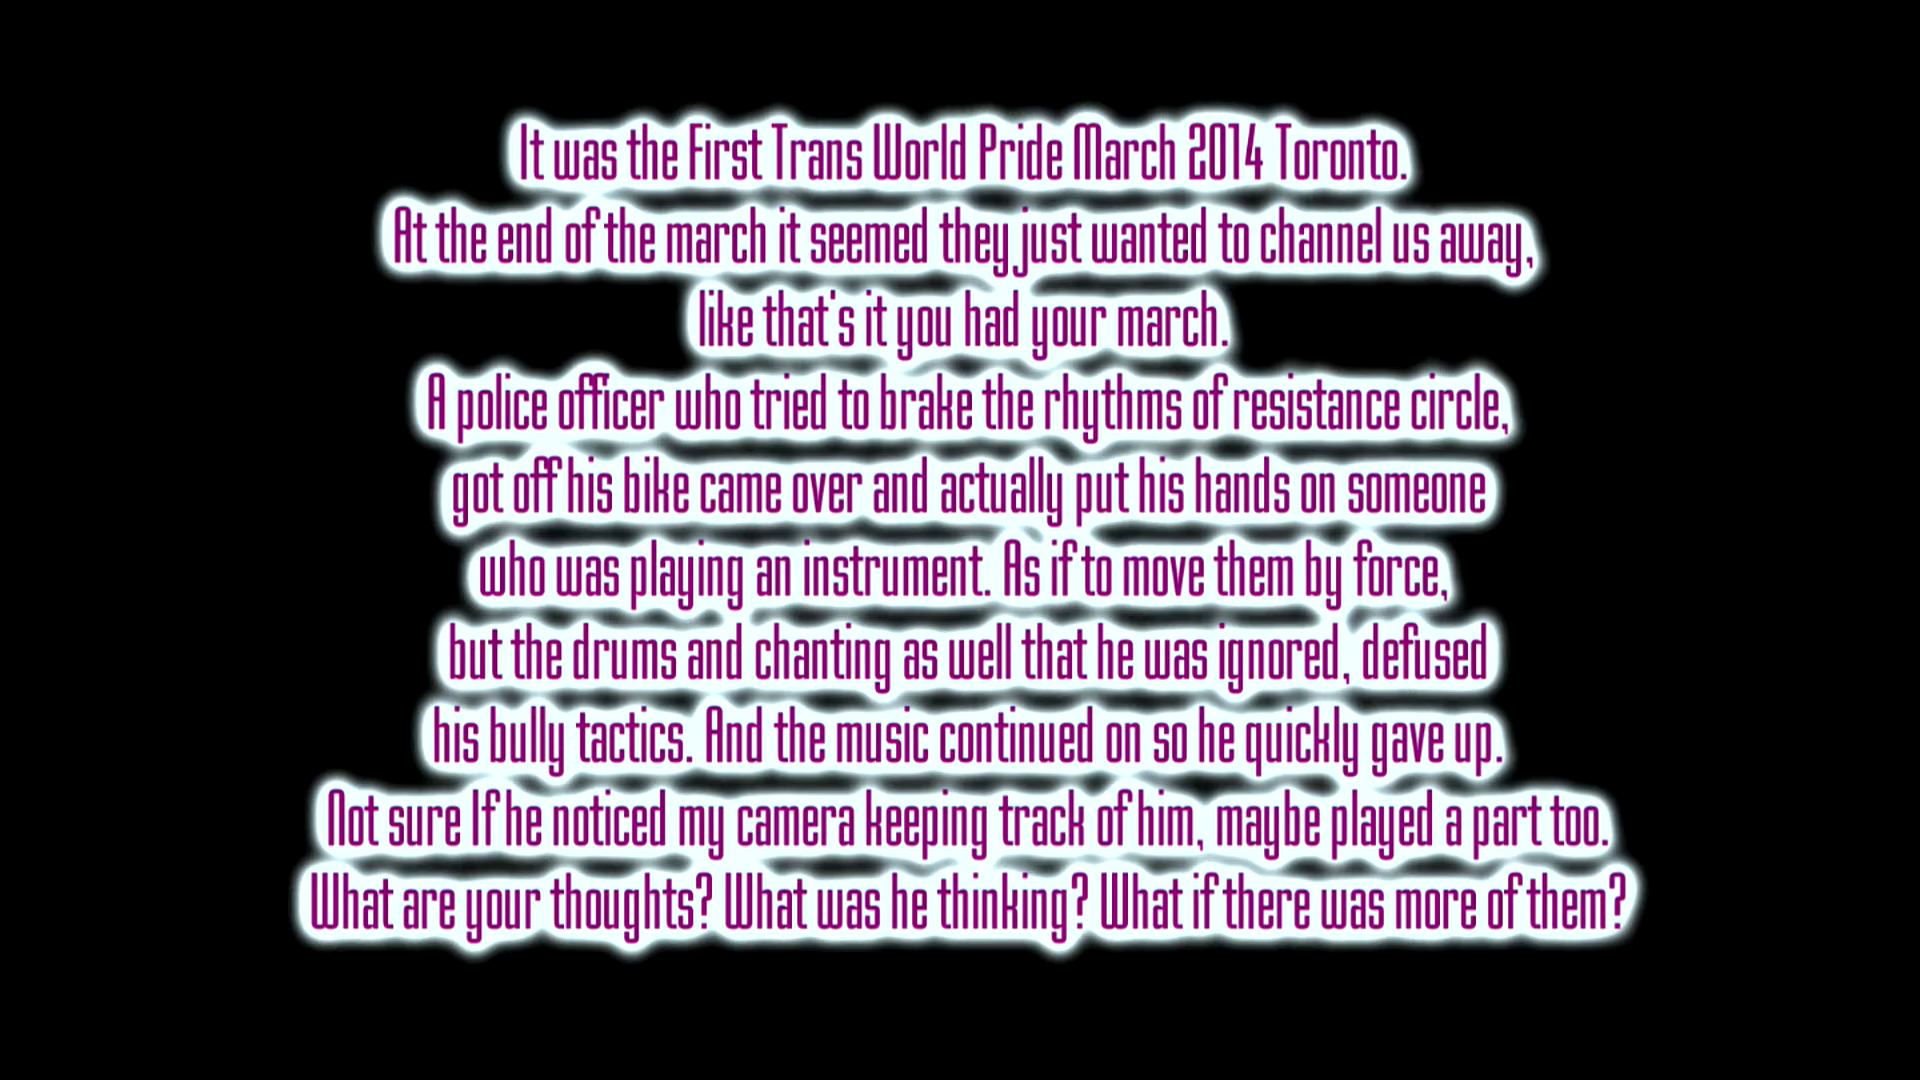 It was the First Trans World Pride March 2014 Toronto.
At the end of the march it seemed they just wanted to channel us away,
like that's it you had your march.
A police officer who tried to brake the rhythms of resistance circle,
got off his bike came over and actually put his hands on someone
who was playing an instrument. As if to move them by force,
but the drums and chanting as well that he was ignored, defused
his bully tactics. And the music continued on so he quickly gave up.
Not sure If he noticed my camera keeping track of him, maybe played a part too.
What are your thoughts? What was he thinking? What if there was more of them?